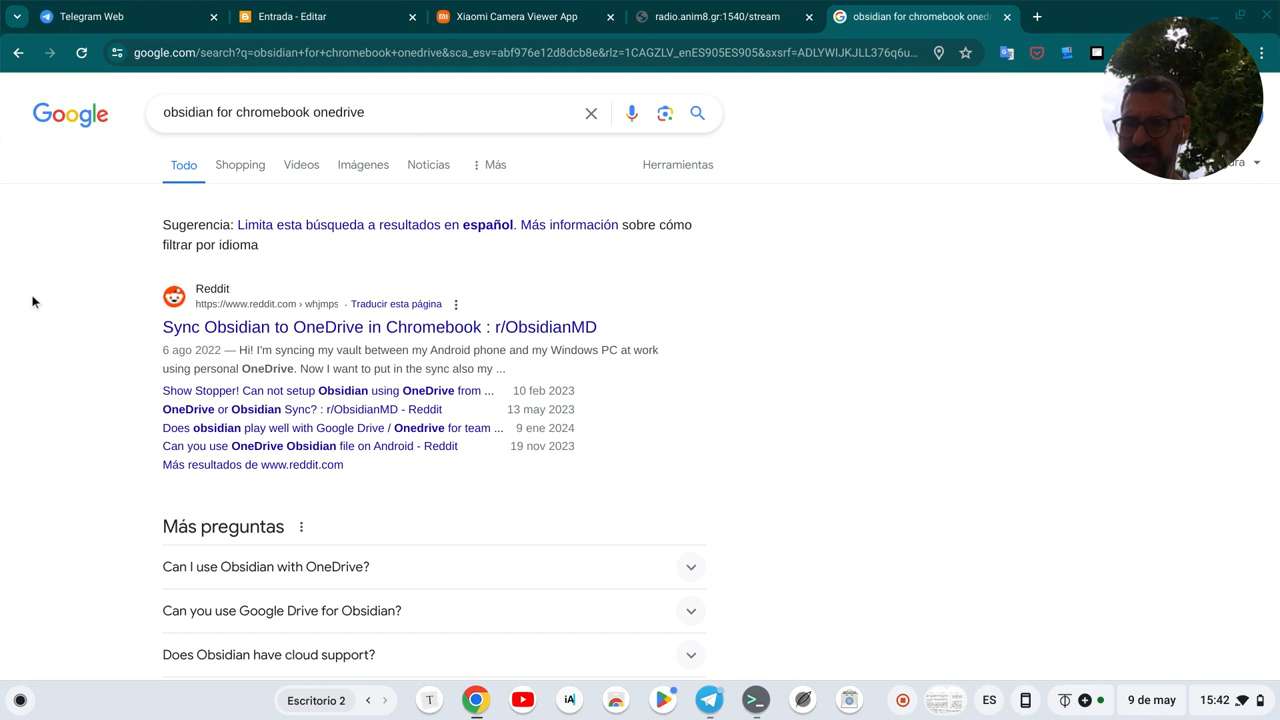 Telegram Web
Entrada - Editar
Xiaomi Camera Viewer App
radio.anim8.gr:1540/stream
obsidian for chromebook oned
google.com/search?q=obsidian+for+chromebook+onedrive&sca_esv=abf976e12d8dcb8e&rlz=1CAGZLV_enES905ES905&sxsrf=ADLYWIJKJLL376q6u...
Google
obsidian for chromebook onedrive
Todo
Shopping
Videos
Imágenes
Noticias
Más
Herramientas
Sugerencia: Limita esta búsqueda a resultados en español. Más información sobre cómo
filtrar por idioma
Reddit
https://www.reddit.com › whjmps · Traducir esta página
Sync Obsidian to OneDrive in Chromebook : r/ObsidianMD
6 ago 2022 — Hi! I'm syncing my vault between my Android phone and my Windows PC at work
using personal OneDrive. Now I want to put in the sync also my ...
Show Stopper! Can not setup Obsidian using OneDrive from ... 10 feb 2023
OneDrive or Obsidian Sync? : r/ObsidianMD - Reddit 13 may 2023
Does obsidian play well with Google Drive / Onedrive for team ... 9 ene 2024
Can you use OneDrive Obsidian file on Android - Reddit 19 nov 2023
Más resultados de www.reddit.com
Más preguntas
Can I use Obsidian with OneDrive?
Can you use Google Drive for Obsidian?
Does Obsidian have cloud support?
Escritorio 2
T
iA
ES
9 de may
15:42